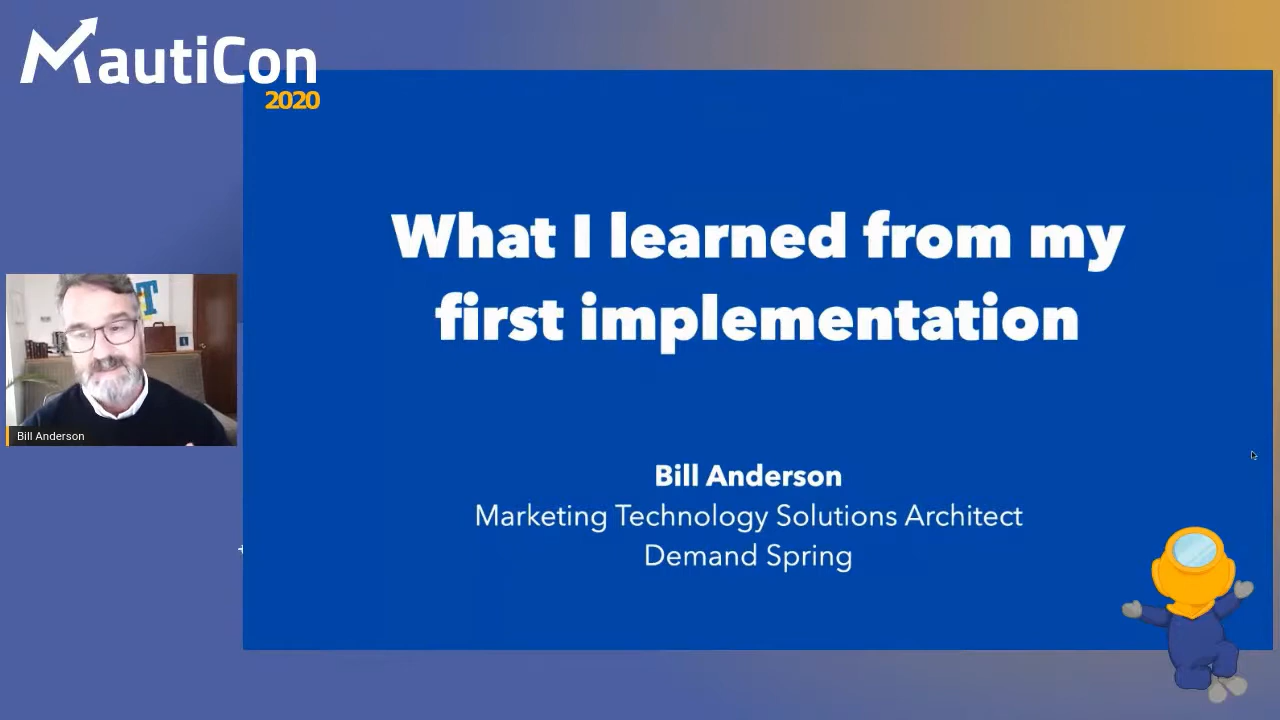 MautiCon
2020
What I learned from my
first implementation
Bill Anderson
Marketing Technology Solutions Architect
Demand Spring
Bill Anderson